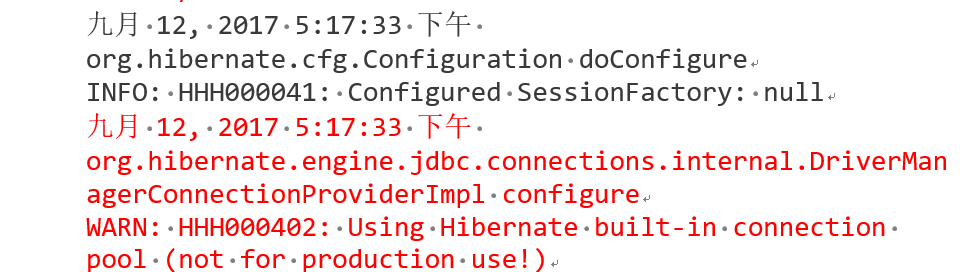 九月 12, 2017 5:17:33 下午
org.hibernate.cfg.Configuration doConfigure
INFO: HHH000041: Configured SessionFactory: null
九月 12, 2017 5:17:33 下午
org.hibernate.engine.jdbc.connections.internal.DriverMan
agerConnectionProviderImpl configure
WARN: HHH000402: Using Hibernate built-in connection
pool (not for production use!)